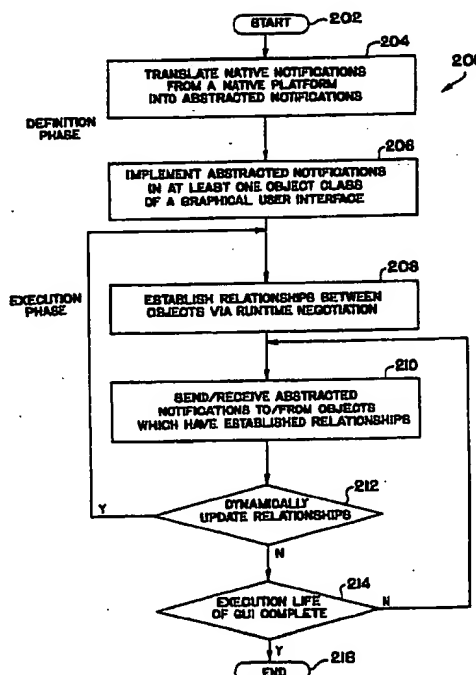 START
202
204
TRANSLATE NATIVE NOTIFICATIONS
FROM A NATIVE PLATFORM
INTO ABSTRACTED NOTIFICATIONS
DEFINITION
PHASE
206
IMPLEMENT ABSTRACTED NOTIFICATIONS
IN AT LEAST ONE OBJECT CLASS
OF A GRAPHICAL USER INTERFACE
EXECUTION
PHASE
208
ESTABLISH RELATIONSHIPS BETWEEN
OBJECTS VIA RUNTIME NEGOTIATION
210
SEND/RECEIVE ABSTRACTED
NOTIFICATIONS TO/FROM OBJECTS
WHICH HAVE ESTABLISHED RELATIONSHIPS
212
Y
DYNAMICALLY
UPDATE RELATIONSHIPS
N
214
EXECUTION LIFE
OF GUI COMPLETE
N
Y
END
216